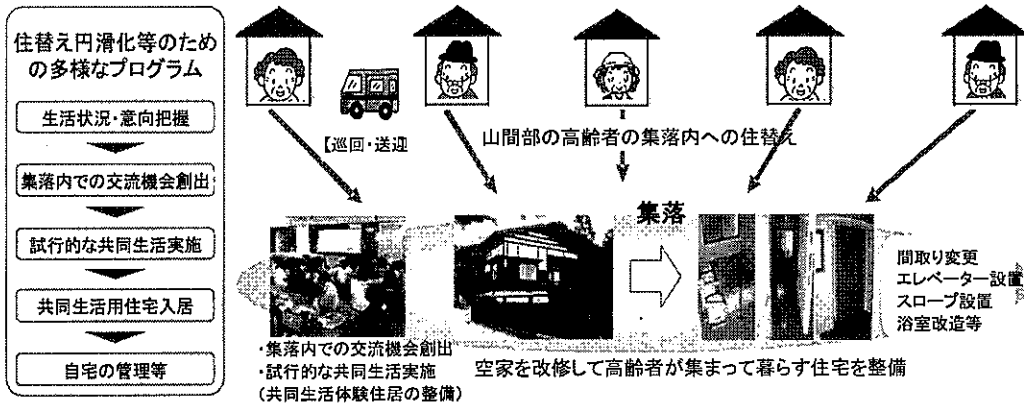 住替え円滑化等のため
の多様なプログラム
生活状況・意向把握
集落内での交流機会創出
試行的な共同生活実施
共同生活用住宅入居
自宅の管理等
【巡回・送迎
山間部の高齢者の集落内への住替え
集落
間取り変更
エレベーター設置
スロープ設置
浴室改造等
・集落内での交流機会創出
・試行的な共同生活実施
(共同生活体験住居の整備)
空家を改修して高齢者が集まって暮らす住宅を整備